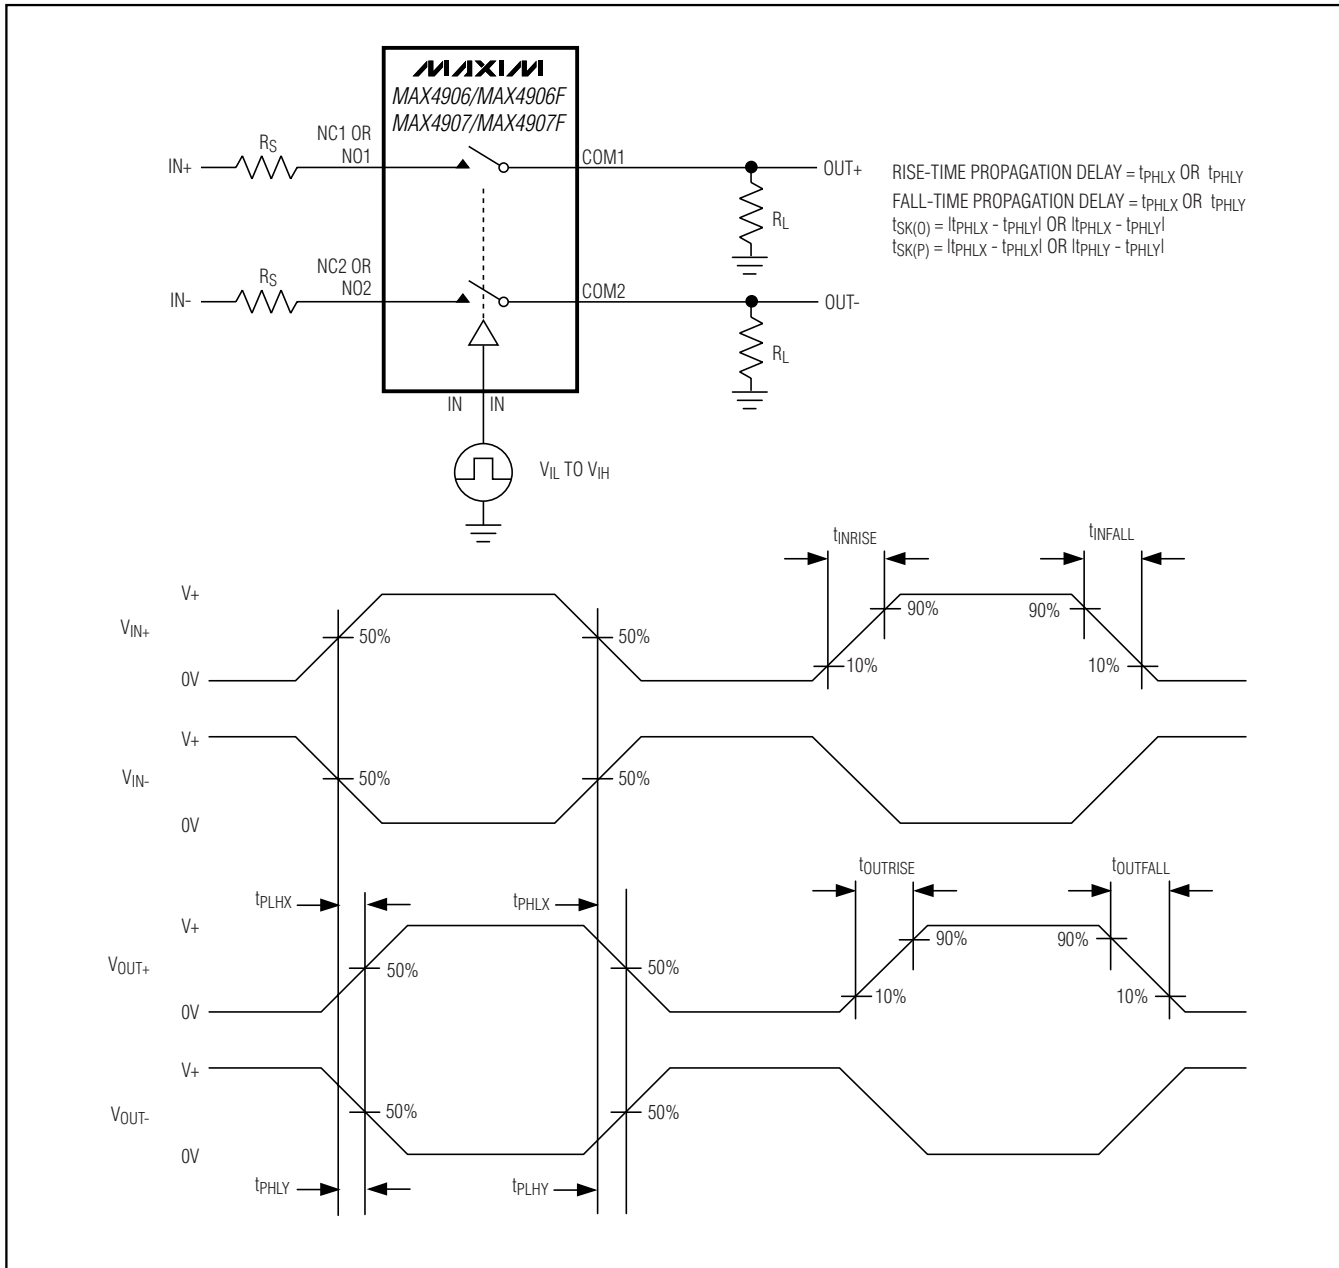 MAXIM
MAX4906/MAX4906F
MAX4907/MAX4907F
IN+
RS
NC1 OR
NO1
COM1
OUT+
RL
IN-
RS
NC2 OR
NO2
COM2
OUT-
RL
IN
IN
VIL TO VIH
RISE-TIME PROPAGATION DELAY = tPHLX OR tPHLY
FALL-TIME PROPAGATION DELAY = tPHLX OR tPHLY
tSK(O) = |tPHLX - tPHLY| OR |tPHLX - tPHLY|
tSK(P) = |tPHLX - tPHLX| OR |tPHLY - tPHLY|
tINRISE
tINFALL
V+
VIN+
0V
50%
50%
90%
10%
90%
10%
V+
VIN-
0V
50%
50%
tOUTRISE
tOUTFALL
tPLHX
tPHLX
V+
VOUT+
0V
50%
50%
90%
10%
90%
10%
V+
VOUT-
0V
50%
50%
tPHLY
tPLHY